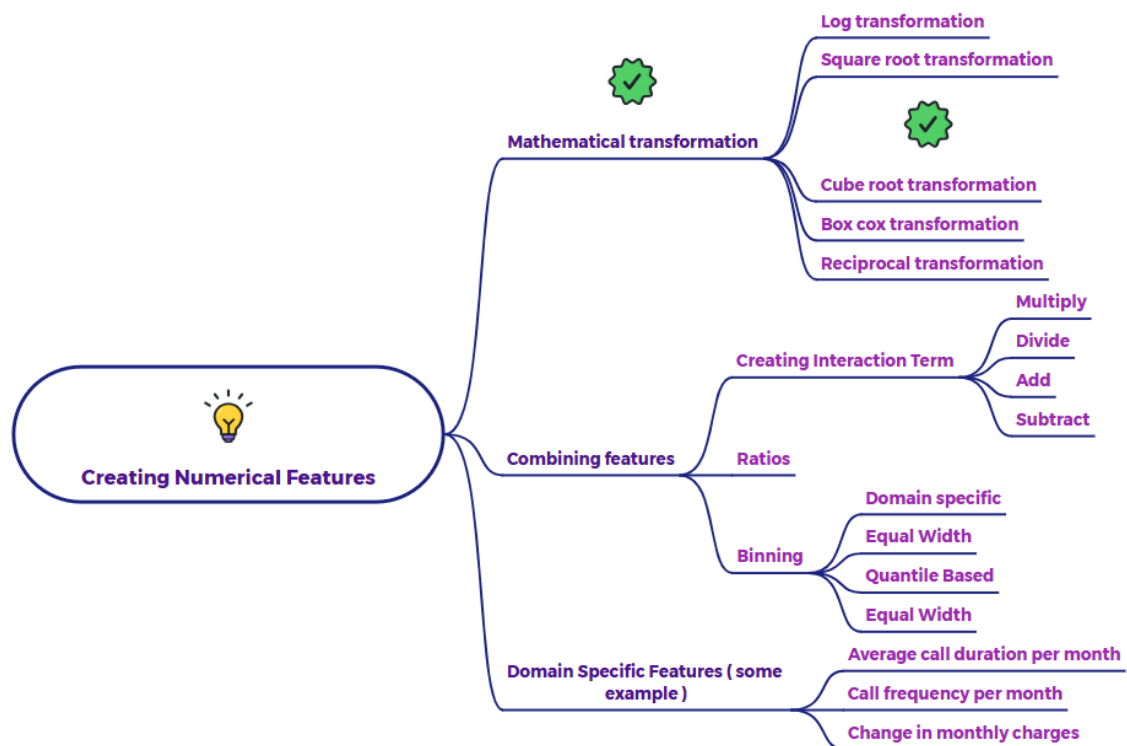 Log transformation
Square root transformation
Mathematical transformation
Cube root transformation
Box cox transformation
Reciprocal transformation
Multiply
Divide
Creating Interaction Term
Add
Subtract
Creating Numerical Features
Combining features
Ratios
Domain specific
Equal Width
Binning
Quantile Based
Equal Width
Domain Specific Features ( some
example )
Average call duration per month
Call frequency per month
Change in monthly charges